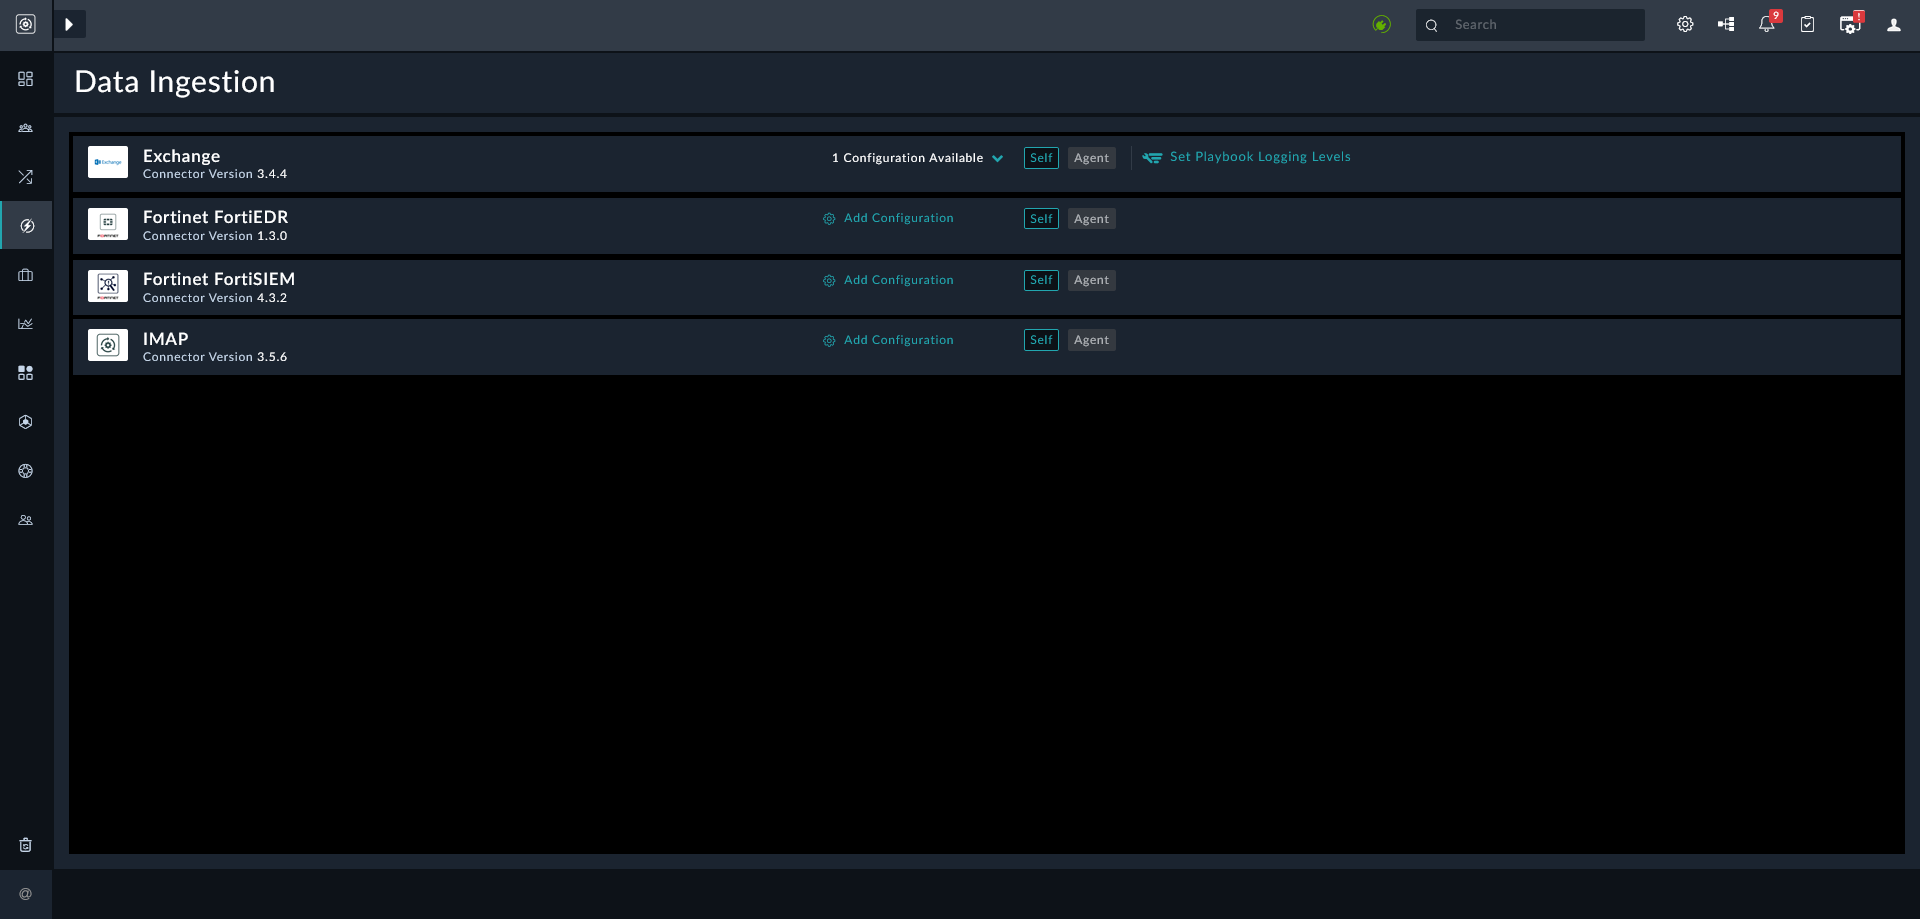 Search
9
!
Data Ingestion
Exchange
Exchange
Connector Version 3.4.4
1 Configuration Available
Self
Agent
Set Playbook Logging Levels
Fortinet FortiEDR
Connector Version 1.3.0
Add Configuration
Self
Agent
Fortinet FortiSIEM
Connector Version 4.3.2
Add Configuration
Self
Agent
IMAP
Connector Version 3.5.6
Add Configuration
Self
Agent
@